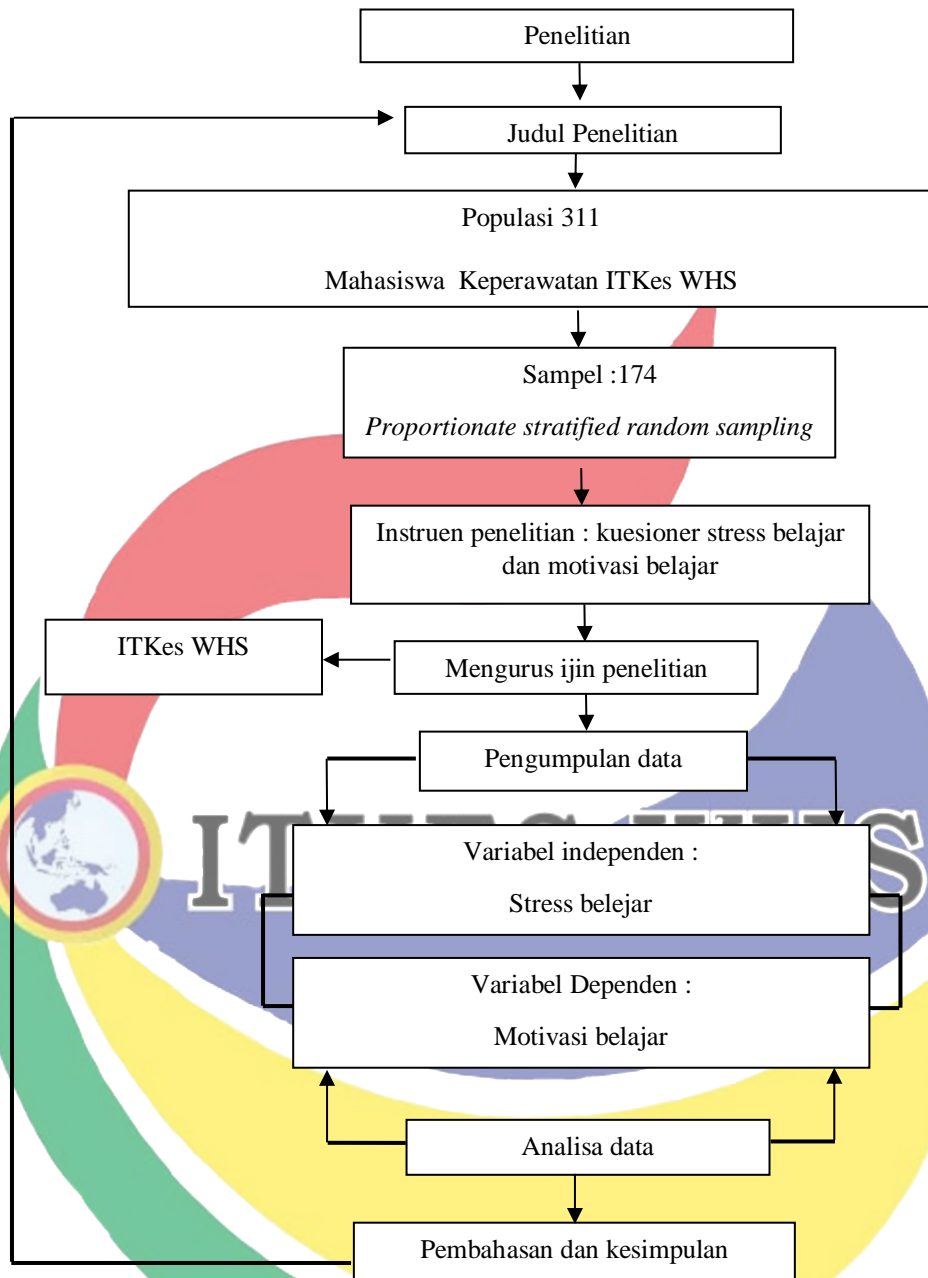 Penelitian
Judul Penelitian
Populasi 311
Mahasiswa Keperawatan ITKes WHS
Sampel :174
Proportionate stratified random sampling
Instruen penelitian : kuesioner stress belajar
dan motivasi belajar
ITKes WHS
Mengurus ijin penelitian
Pengumpulan data
ITKES WHS
Variabel independen :
Stress belejar
Variabel Dependen :
Motivasi belajar
Analisa data
Pembahasan dan kesimpulan